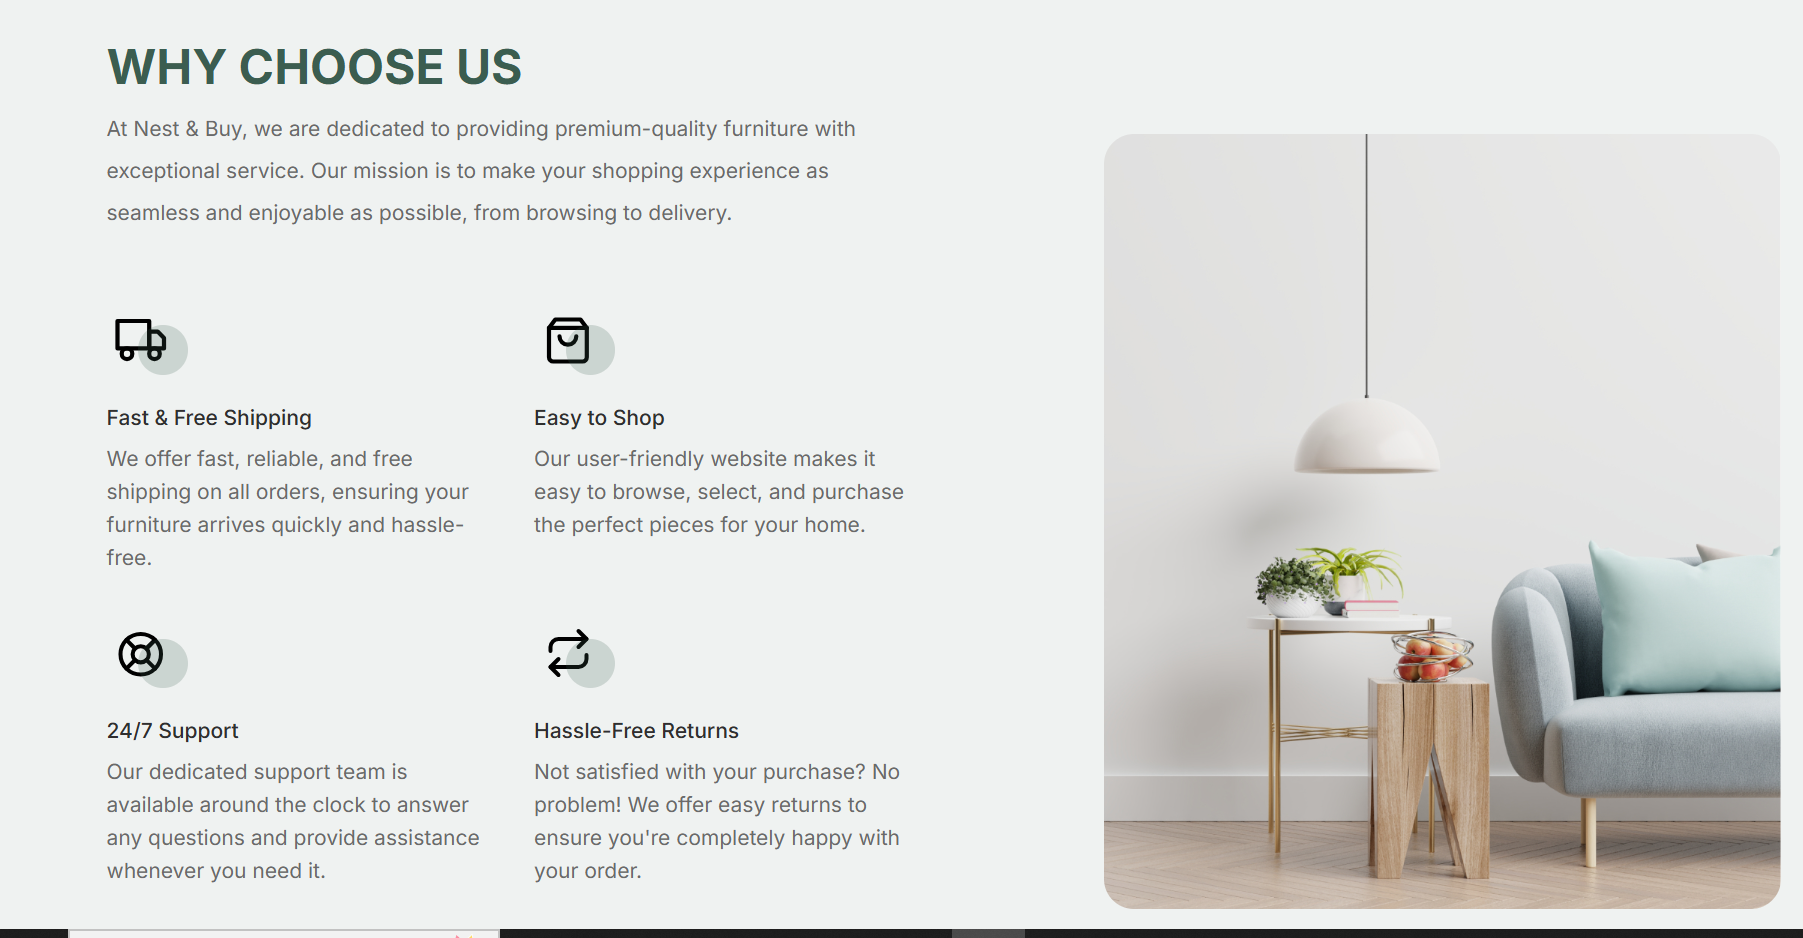 WHY CHOOSE US
At Nest & Buy, we are dedicated to providing premium-quality furniture with
exceptional service. Our mission is to make your shopping experience as
seamless and enjoyable as possible, from browsing to delivery.
Fast & Free Shipping
We offer fast, reliable, and free
shipping on all orders, ensuring your
furniture arrives quickly and hassle-
free.
Easy to Shop
Our user-friendly website makes it
easy to browse, select, and purchase
the perfect pieces for your home.
24/7 Support
Our dedicated support team is
available around the clock to answer
any questions and provide assistance
whenever you need it.
Hassle-Free Returns
Not satisfied with your purchase? No
problem! We offer easy returns to
ensure you're completely happy with
your order.